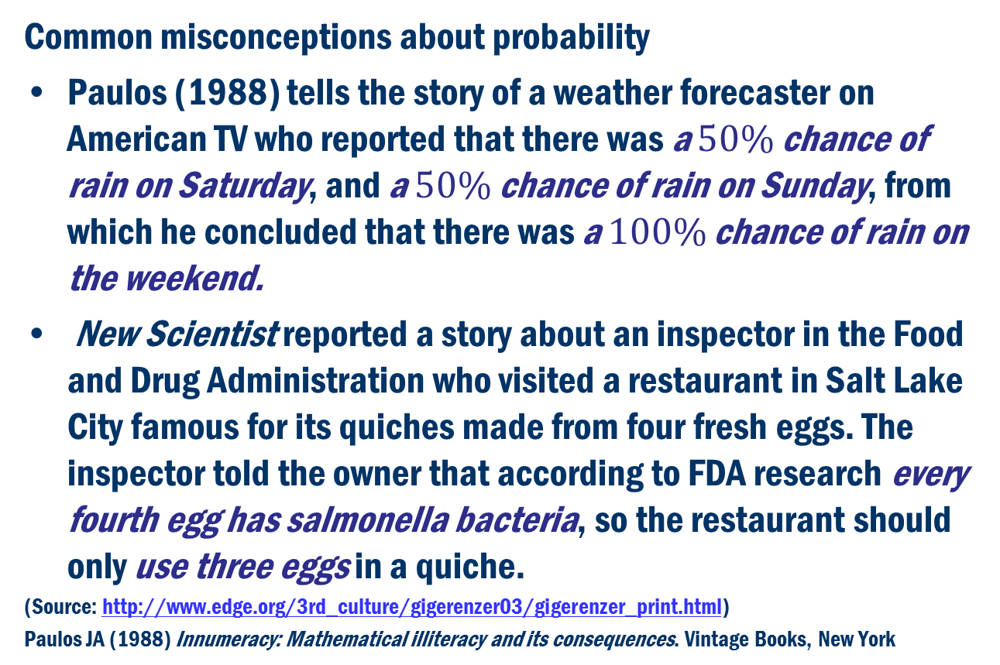 Common misconceptions about probability
• Paulos (1988) tells the story of a weather forecaster on
American TV who reported that there was a 50% chance of
rain on Saturday, and a 50% chance of rain on Sunday, from
which he concluded that there was a 100% chance of rain on
the weekend.
• New Scientist reported a story about an inspector in the Food
and Drug Administration who visited a restaurant in Salt Lake
City famous for its quiches made from four fresh eggs. The
inspector told the owner that according to FDA research every
fourth egg has salmonella bacteria, so the restaurant should
only use three eggs in a quiche.
(Source: http://www.edge.org/3rd_culture/gigerenzer03/gigerenzer_print.html)
Paulos JA (1988) Innumeracy: Mathematical illiteracy and its consequences. Vintage Books, New York